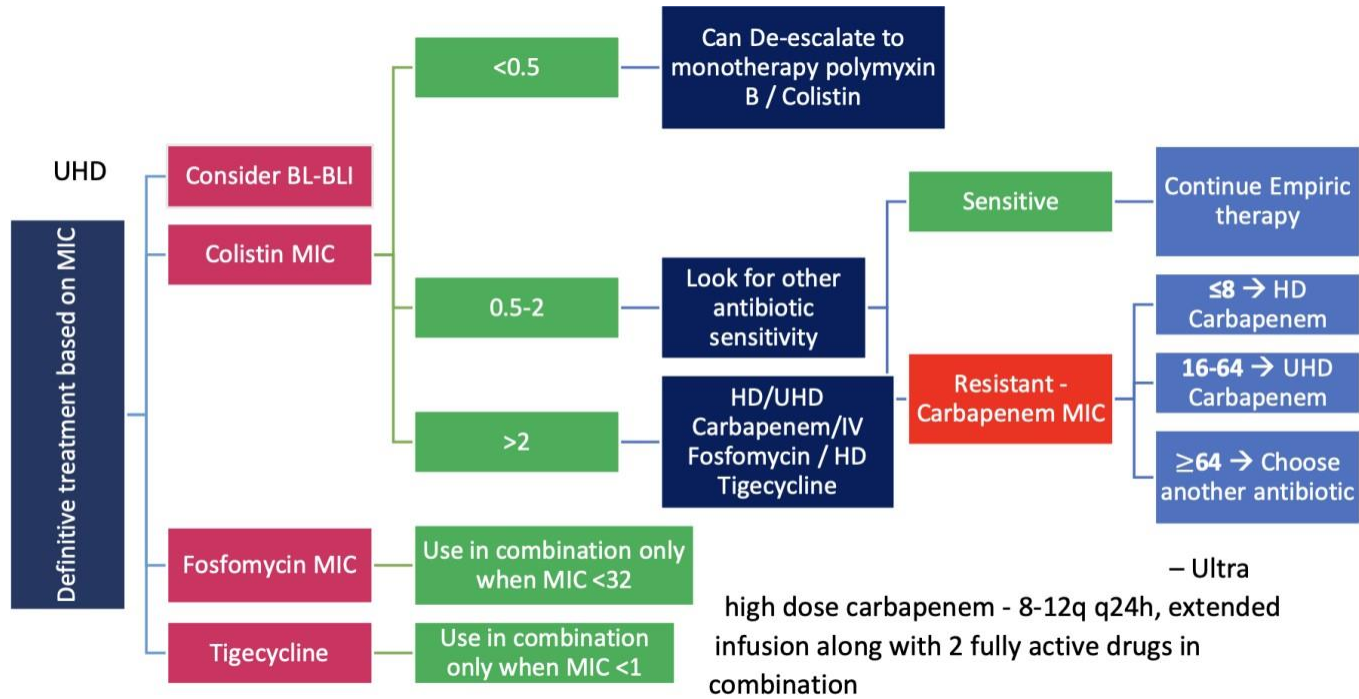 UHD
Definitive treatment based on MIC
Consider BL-BLI
Colistin MIC
<0.5
Can De-escalate to
monotherapy polymyxin
B / Colistin
0.5-2
Look for other
antibiotic
sensitivity
>2
HD/UHD
Carbapenem/IV
Fosfomycin / HD
Tigecycline
Sensitive
Continue Empiric
therapy
Resistant -
Carbapenem MIC
≤8 → HD
Carbapenem
16-64 → UHD
Carbapenem
≥64 → Choose
another antibiotic
Fosfomycin MIC
Use in combination only
when MIC <32
Tigecycline
Use in combination
only when MIC <1
– Ultra
high dose carbapenem - 8-12q q24h, extended
infusion along with 2 fully active drugs in
combination